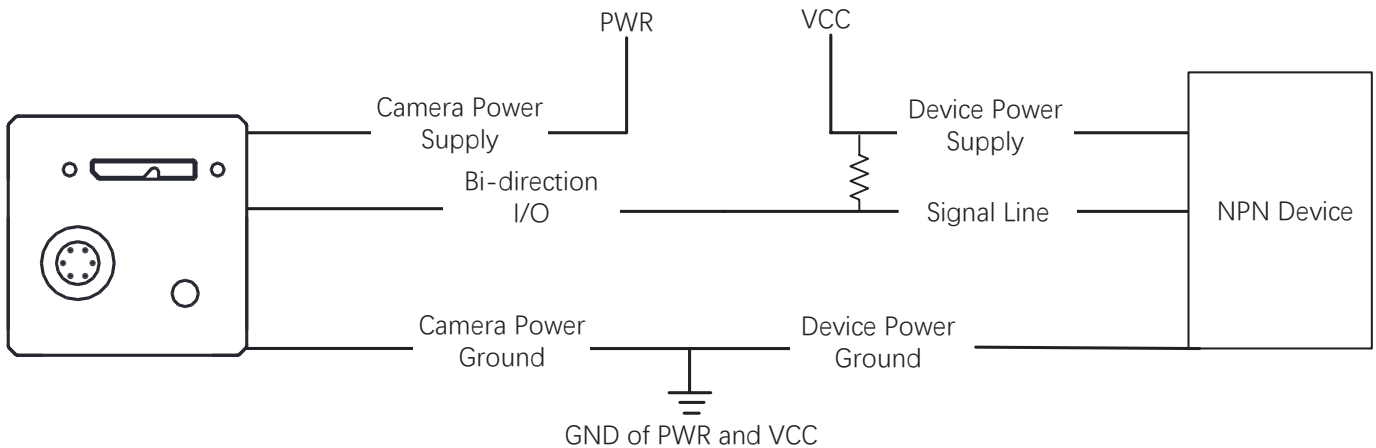 PWR
VCC
Camera Power
Supply
Device Power
Supply
Bi-direction
I/O
Signal Line
NPN Device
Camera Power
Ground
Device Power
Ground
GND of PWR and VCC